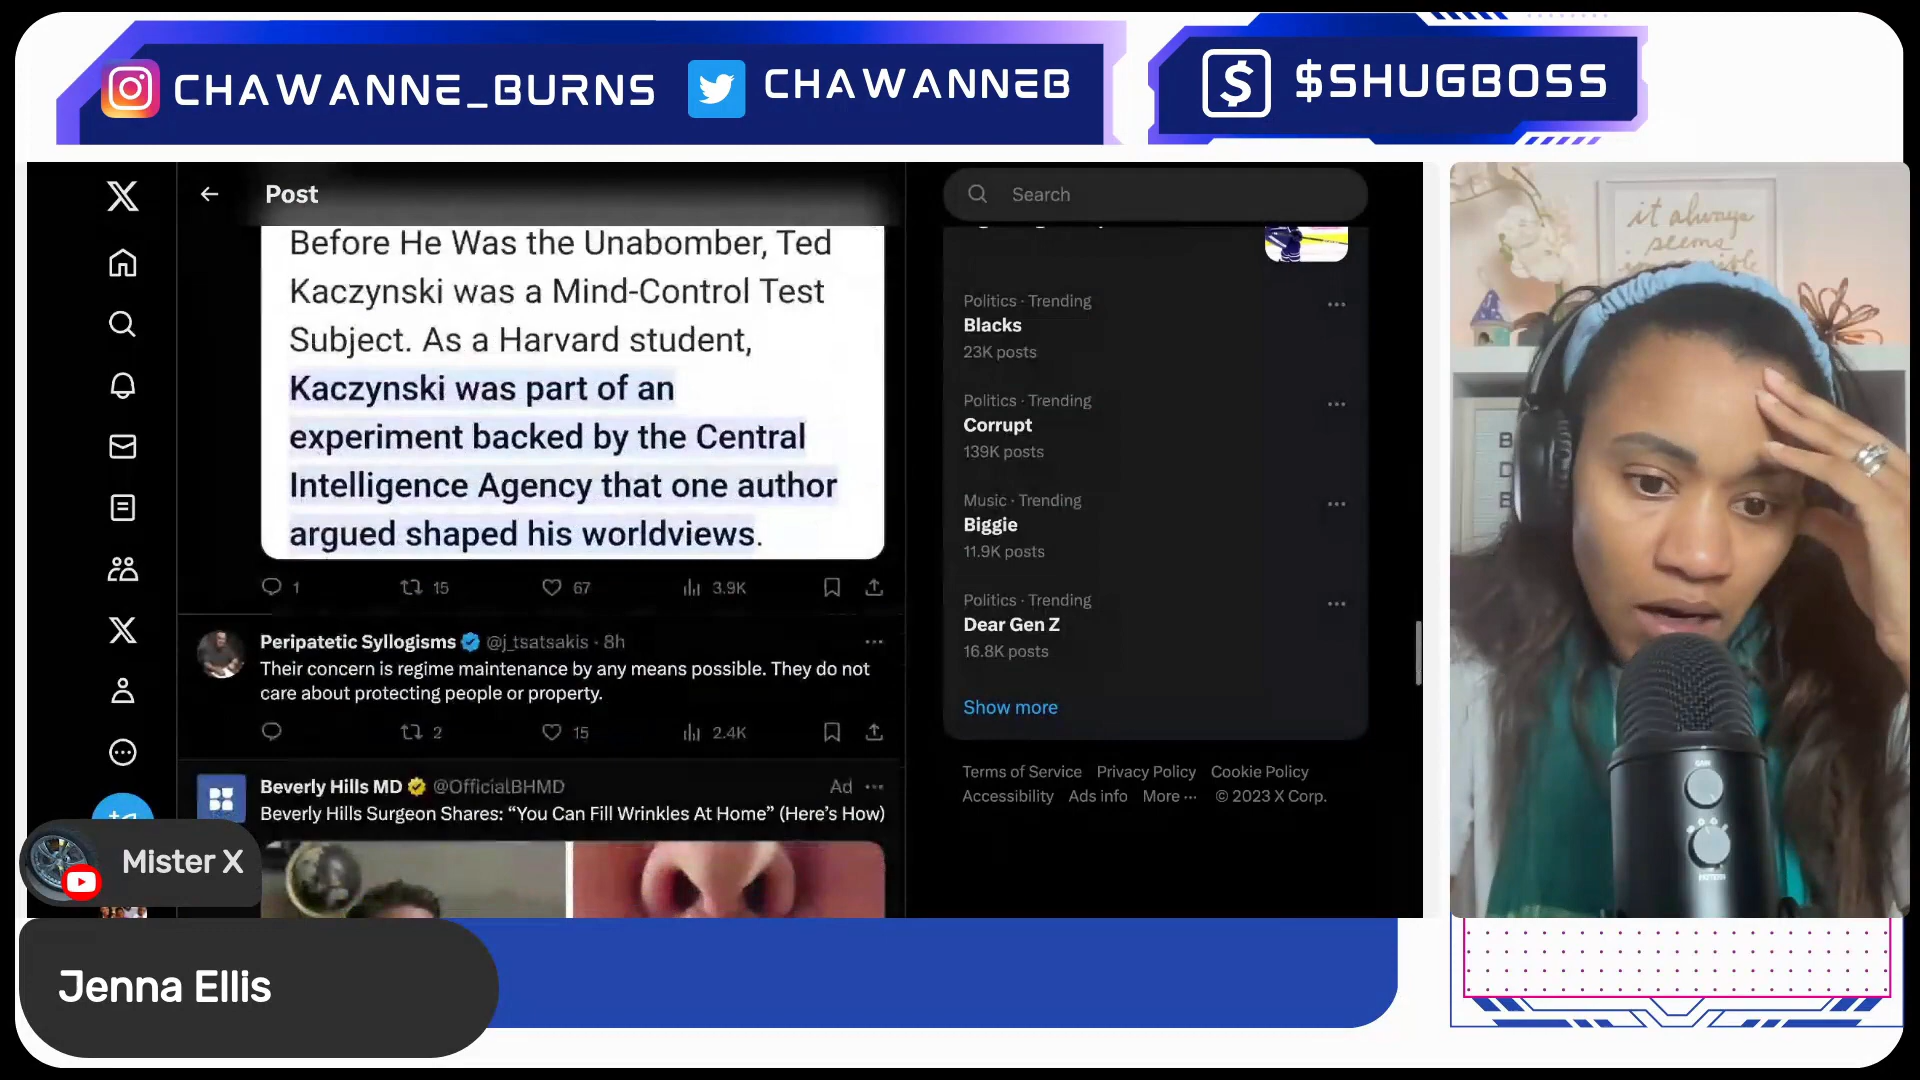 CHAWANNE_BURNS
CHAWANNEB
$SHUGBOSS
Post
Search
Before He Was the Unabomber, Ted
Kaczynski was a Mind-Control Test
Subject. As a Harvard student,
Kaczynski was part of an
experiment backed by the Central
Intelligence Agency that one author
argued shaped his worldviews.
1 15 67 3.9K
Peripatetic Syllogisms @j_tsatsakis · 8h
Their concern is regime maintenance by any means possible. They do not
care about protecting people or property.
2 15 2.4K
Beverly Hills MD @OfficialBHMD Ad
Beverly Hills Surgeon Shares: “You Can Fill Wrinkles At Home” (Here’s How)
Politics · Trending
Blacks
23K posts
Politics · Trending
Corrupt
139K posts
Music · Trending
Biggie
11.9K posts
Politics · Trending
Dear Gen Z
16.8K posts
Show more
Terms of Service Privacy Policy Cookie Policy
Accessibility Ads info More ··· © 2023 X Corp.
it always
seems
B
D
B
GAIN
PATTERN
Mister X
Jenna Ellis